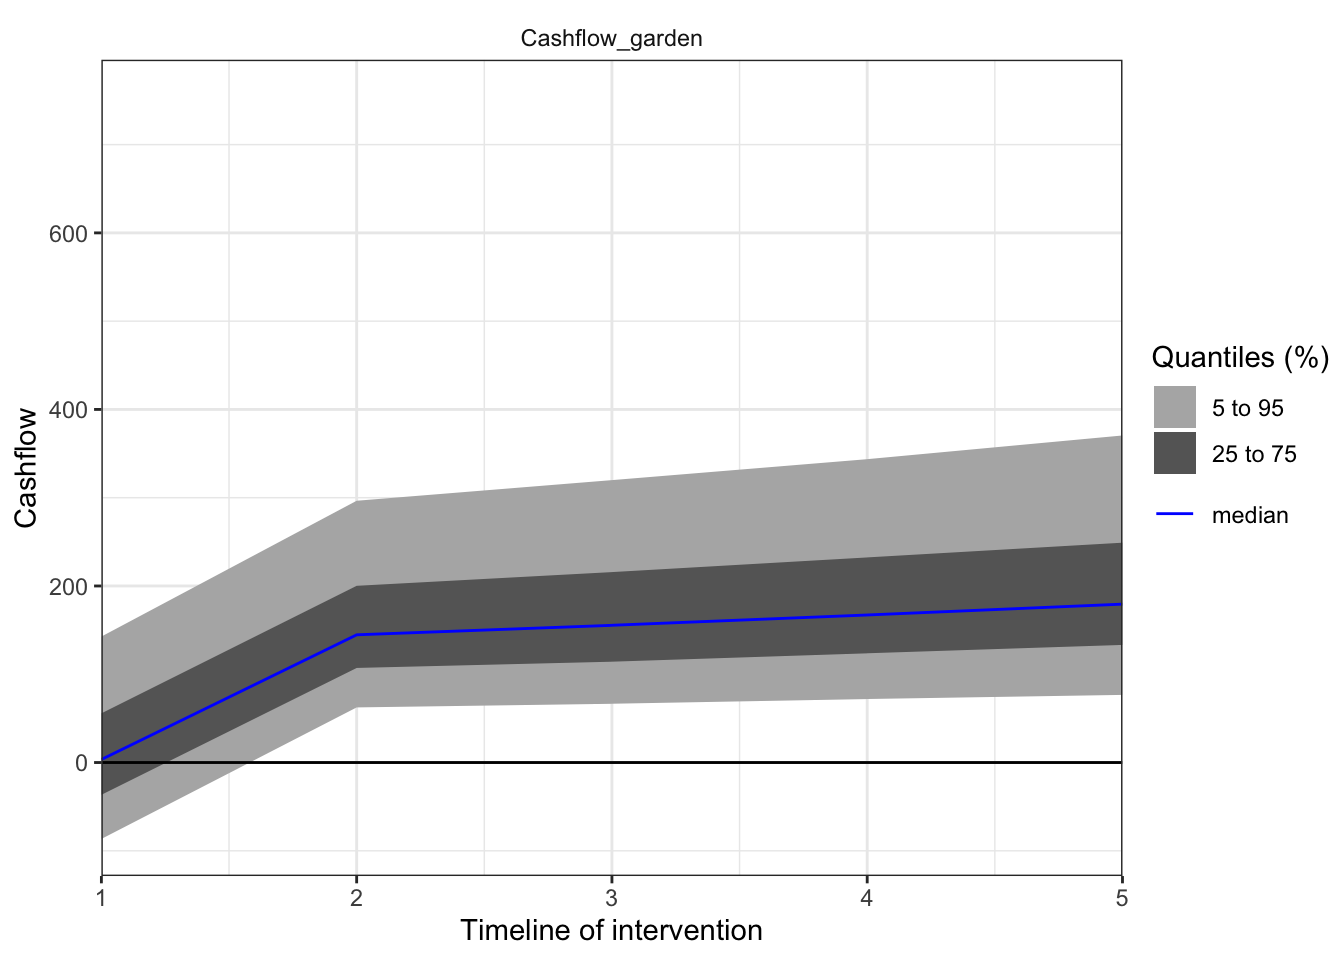 Cashflow_garden
Cashflow
600
400
200
0
1 2 3 4 5
Timeline of intervention
Quantiles (%)
5 to 95
25 to 75
median